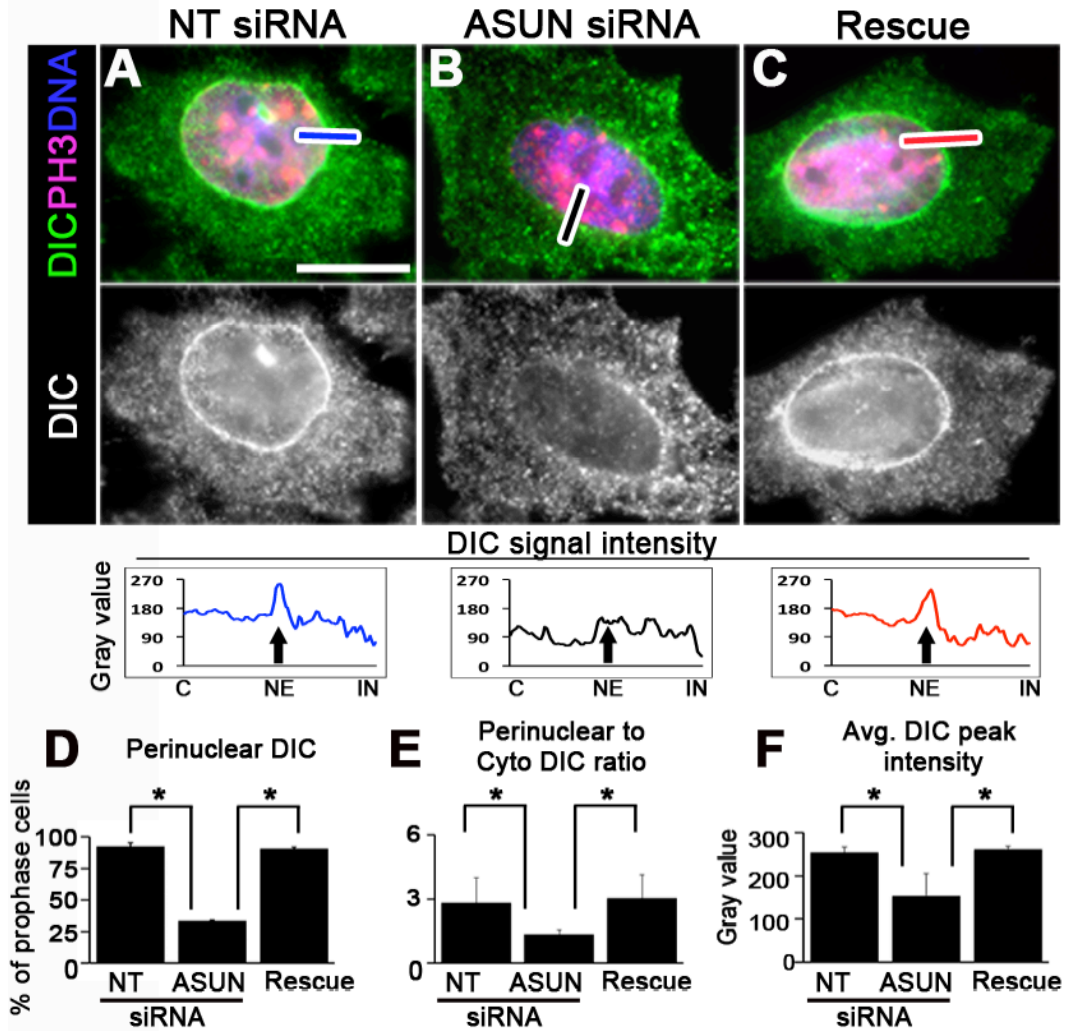 NT siRNA
ASUN siRNA
Rescue
A
B
C
DICPH3DNA
DIC
DIC signal intensity
Gray value
270
180
90
0
C
NE
IN
270
180
90
0
C
NE
IN
270
180
90
0
C
NE
IN
D
Perinuclear DIC
% of prophase cells
100
75
50
25
0
*
*
NT
ASUN
Rescue
siRNA
E
Perinuclear to
Cyto DIC ratio
6
3
0
*
*
NT
ASUN
Rescue
siRNA
F
Avg. DIC peak
intensity
Gray value
300
200
100
0
*
*
NT
ASUN
Rescue
siRNA